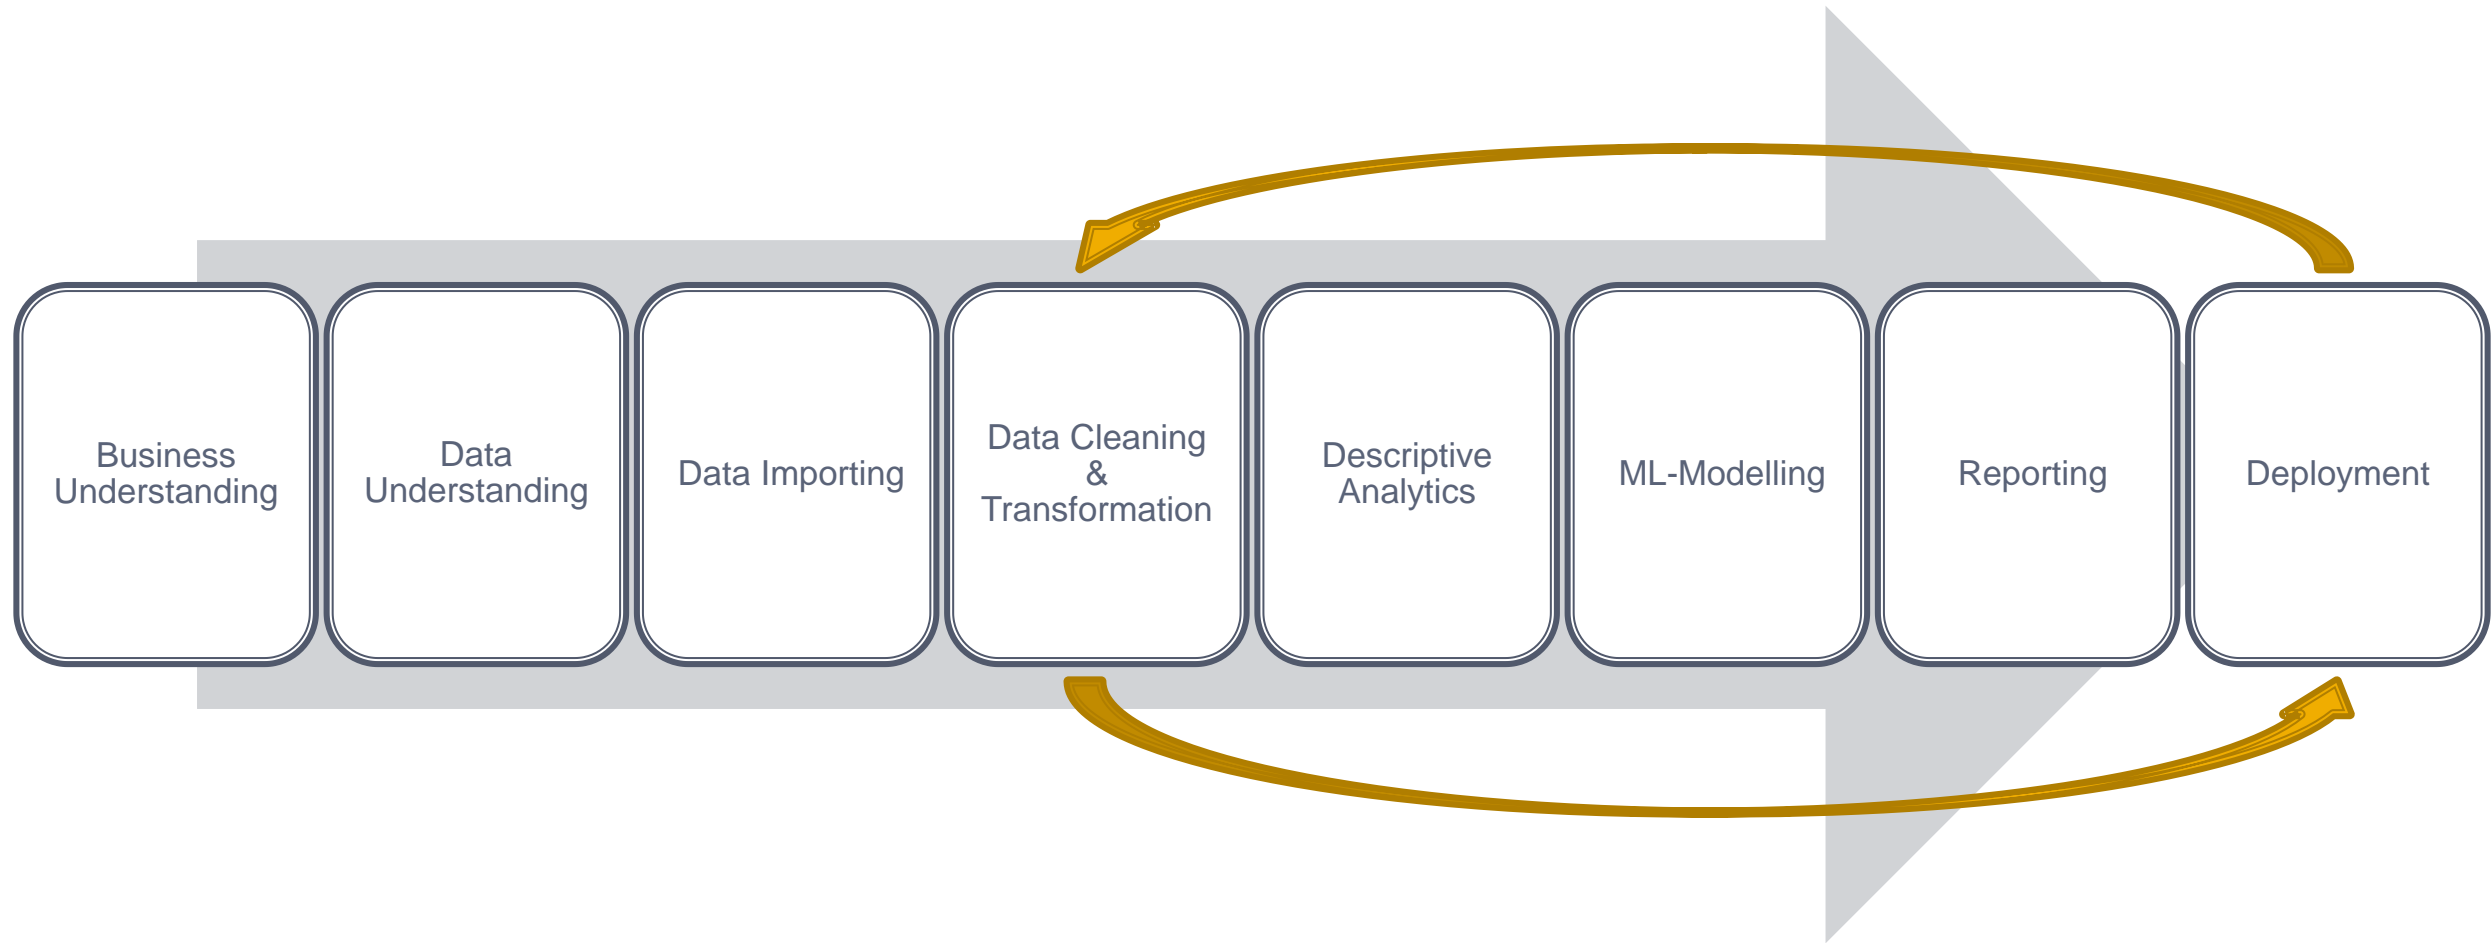 Business
Understanding
Data
Understanding
Data Importing
Data Cleaning
&
Transformation
Descriptive
Analytics
ML-Modelling
Reporting
Deployment